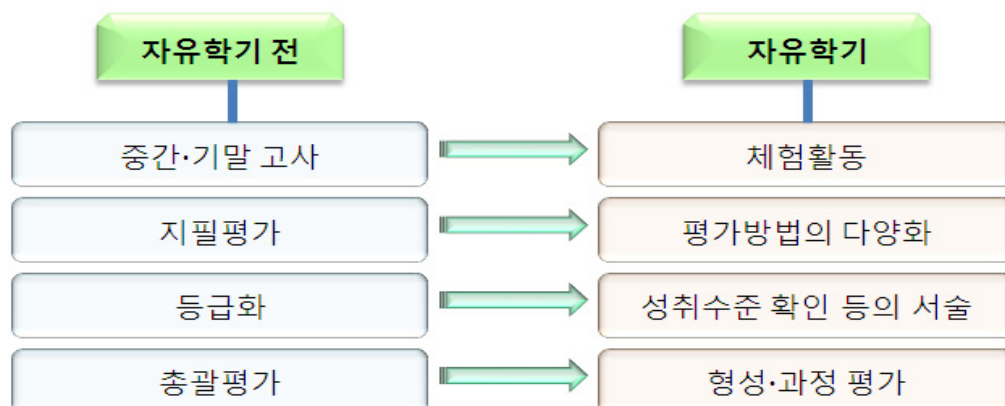 자유학기 전
자유학기
중간·기말 고사
체험활동
지필평가
평가방법의 다양화
등급화
성취수준 확인 등의 서술
총괄평가
형성·과정 평가